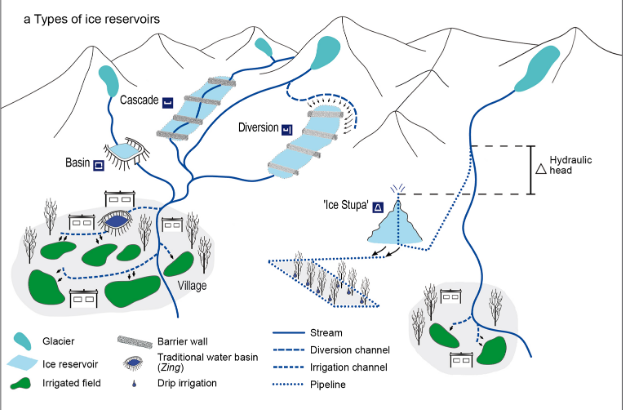 a Types of ice reservoirs
Cascade
Diversion
Basin
Hydraulic
head
'Ice Stupa'
Village
Glacier
Ice reservoir
Irrigated field
Barrier wall
Traditional water basin
(Zing)
Drip irrigation
Stream
Diversion channel
Irrigation channel
Pipeline